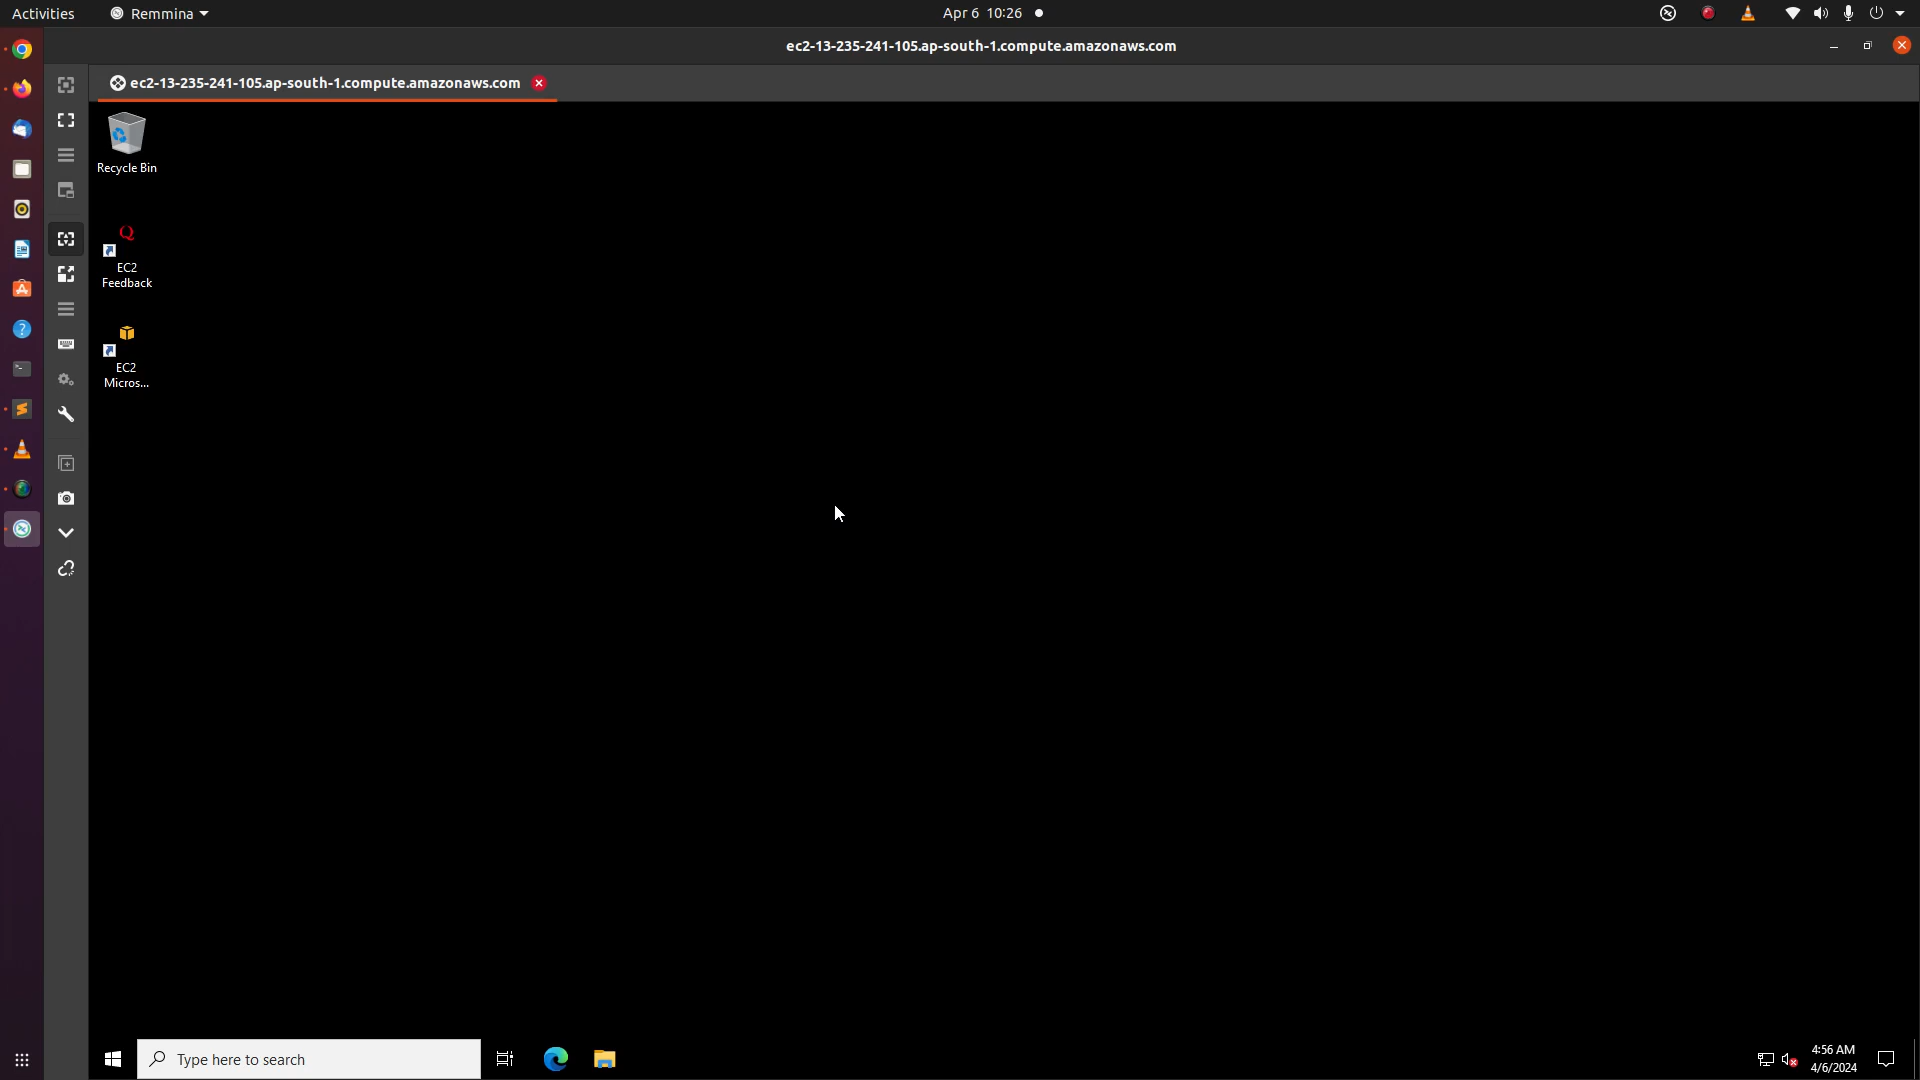 Activities
Remmina
Apr 6 10:26
ec2-13-235-241-105.ap-south-1.compute.amazonaws.com
ec2-13-235-241-105.ap-south-1.compute.amazonaws.com
Recycle Bin
Q
EC2
Feedback
EC2
Micros...
Type here to search
4:56 AM
4/6/2024